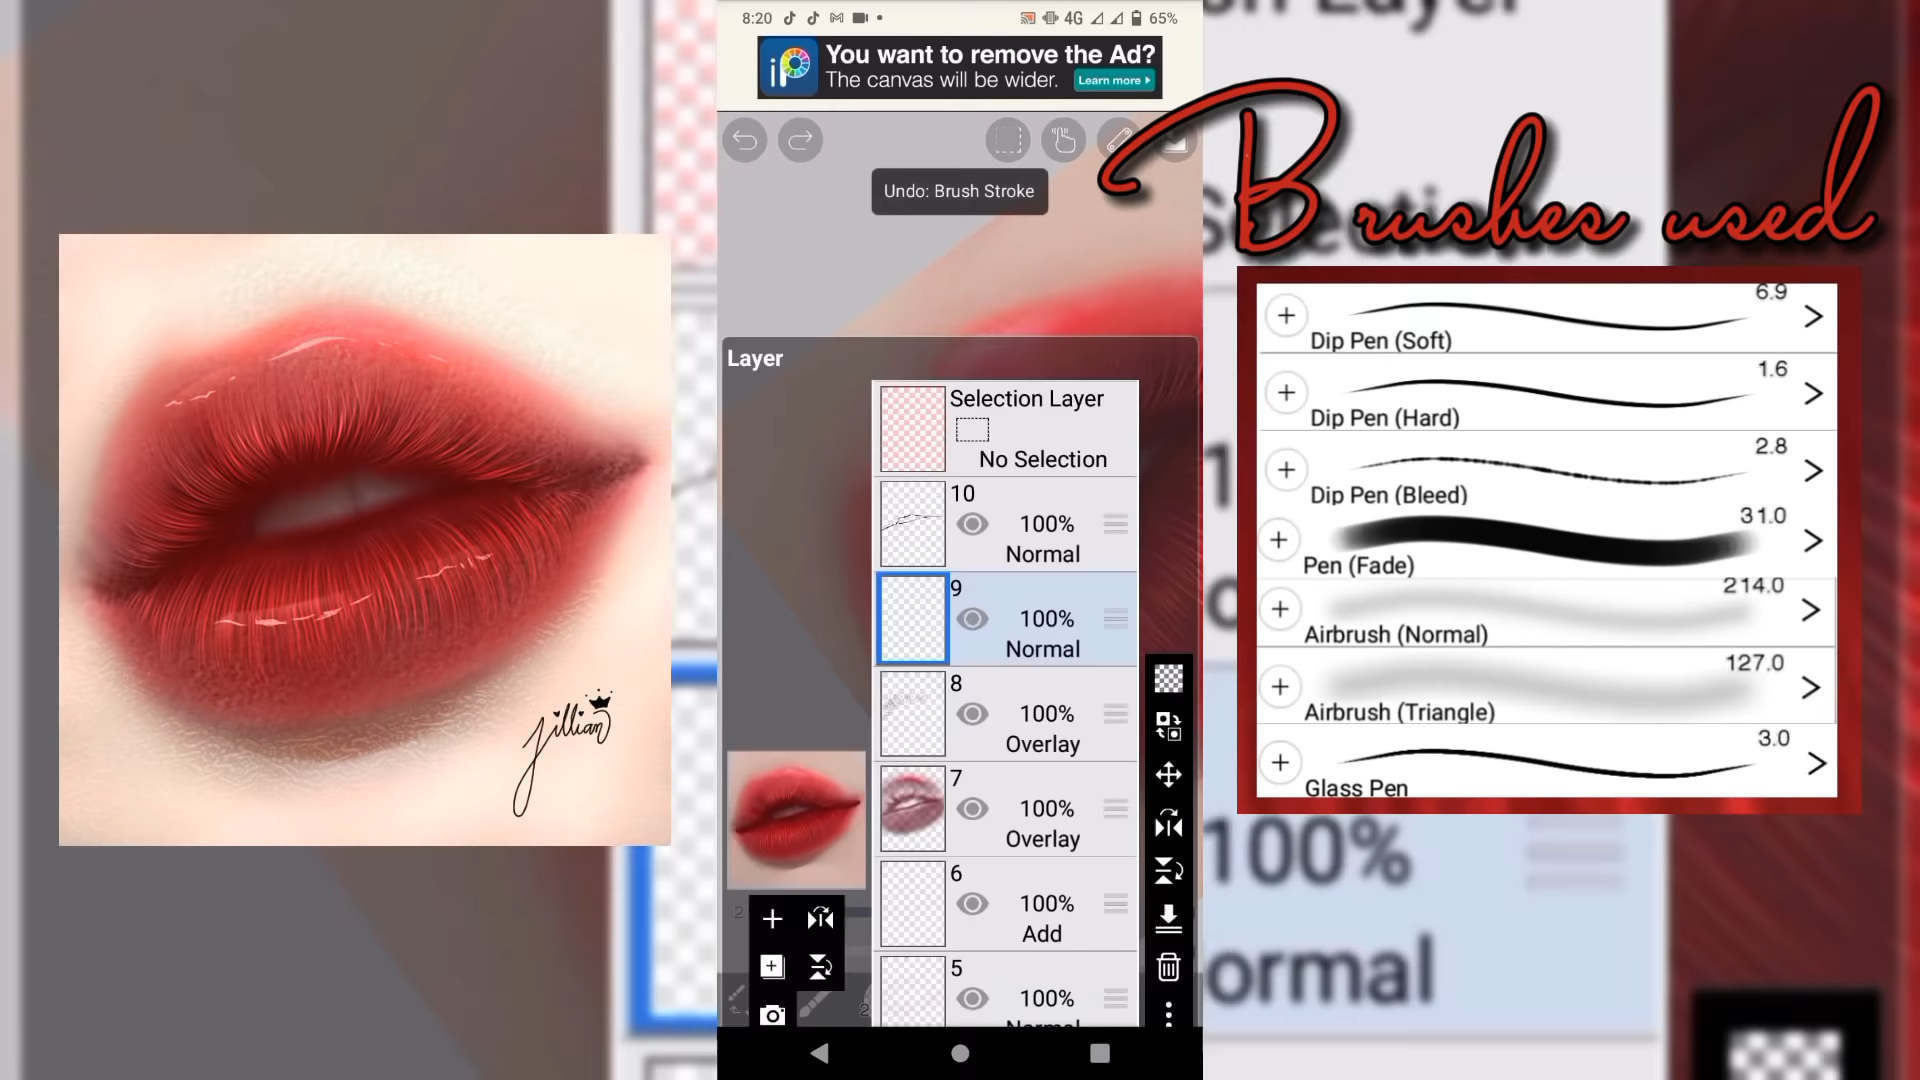 8:20
4G
65%
iP
You want to remove the Ad?
The canvas will be wider.
Learn more
Undo: Brush Stroke
Layer
Selection Layer
No Selection
10
100%
Normal
9
100%
Normal
8
100%
Overlay
7
100%
Overlay
6
100%
Add
5
100%
Normal
jillian
Brushes used
6.9
Dip Pen (Soft)
1.6
Dip Pen (Hard)
2.8
Dip Pen (Bleed)
31.0
Pen (Fade)
214.0
Airbrush (Normal)
127.0
Airbrush (Triangle)
3.0
Glass Pen
100%
ormal